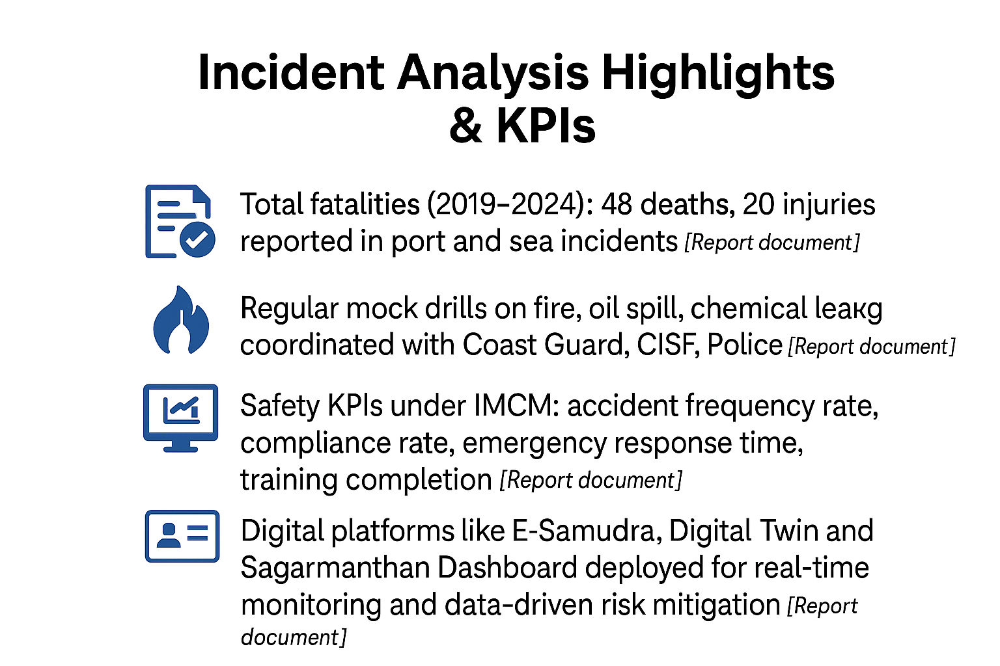 Incident Analysis Highlights
& KPIs
Total fatalities (2019–2024): 48 deaths, 20 injuries
reported in port and sea incidents [Report document]
Regular mock drills on fire, oil spill, chemical leaкg
coordinated with Coast Guard, CISF, Police [Report document]
Safety KPIs under IMCM: accident frequency rate,
compliance rate, emergency response time,
training completion [Report document]
Digital platforms like E-Samudra, Digital Twin and
Sagarmanthan Dashboard deployed for real-time
monitoring and data-driven risk mitigation [Report
document]